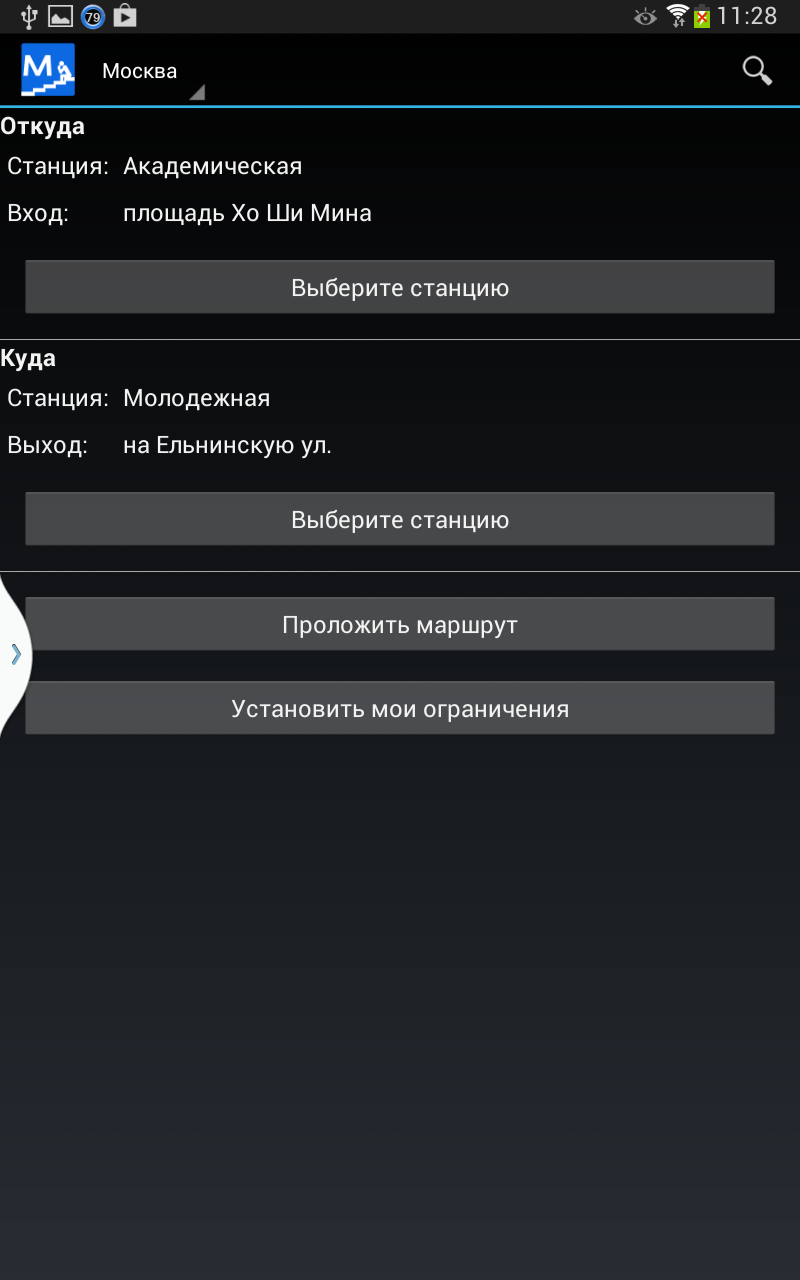 79 11:28
М Москва
Откуда
Станция: Академическая
Вход: площадь Хо Ши Мина
Выберите станцию
Куда
Станция: Молодежная
Выход: на Ельнинскую ул.
Выберите станцию
Проложить маршрут
Установить мои ограничения